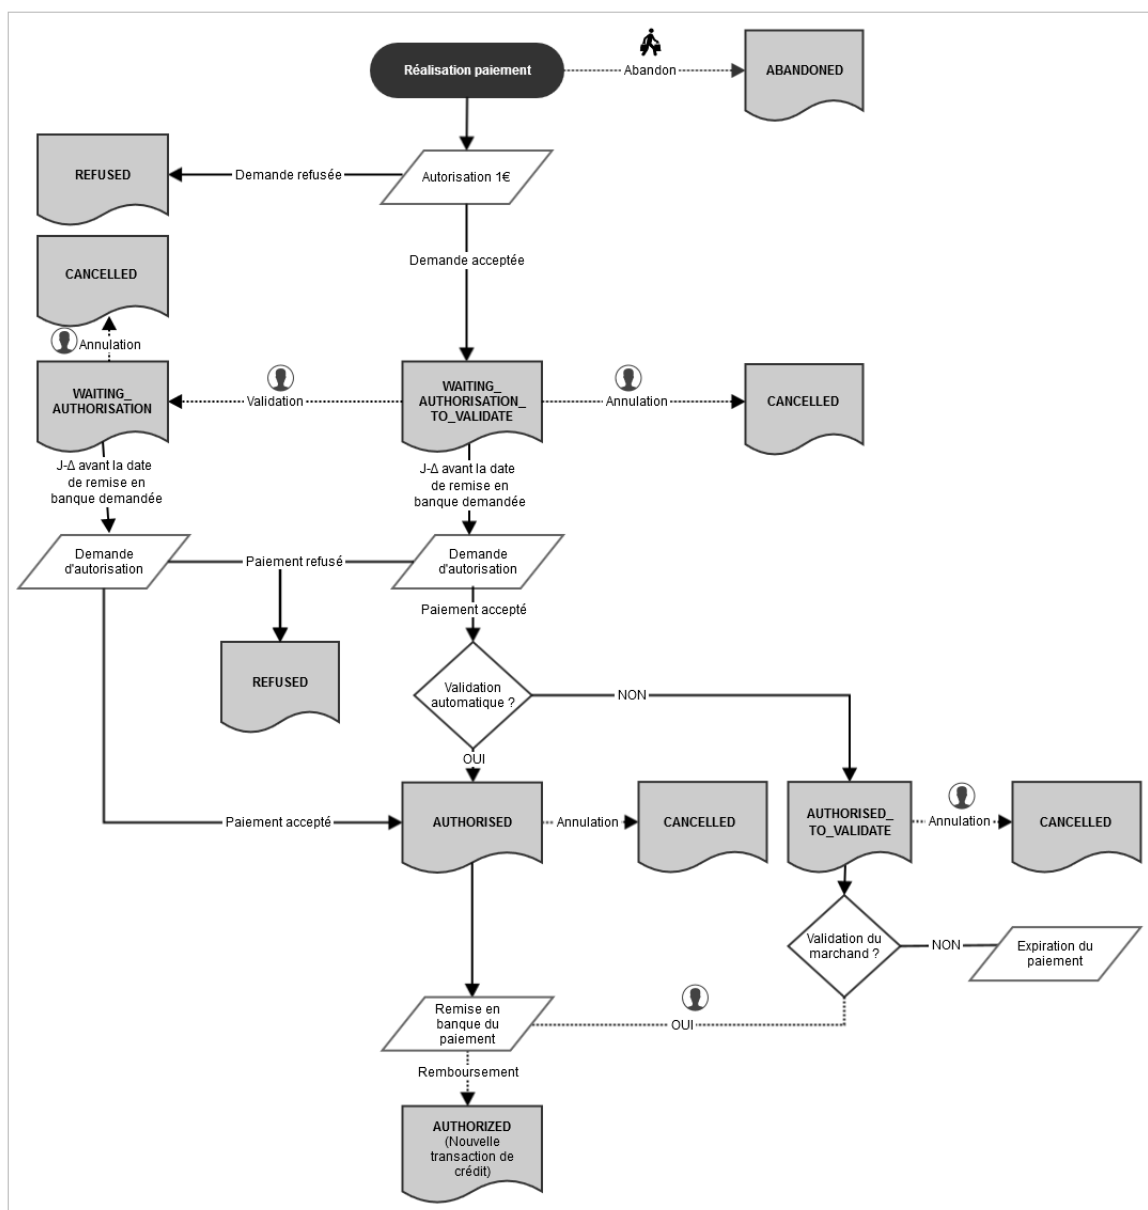 Réalisation paiement
Abandon
ABANDONED
REFUSED
Demande refusée
Autorisation 1€
CANCELLED
Demande acceptée
Annulation
WAITING_
AUTHORISATION
Validation
WAITING_
AUTHORISATION_
TO_VALIDATE
Annulation
CANCELLED
J-Δ avant la date
de remise en
banque demandée
J-Δ avant la date
de remise en
banque demandée
Demande
d'autorisation
Paiement refusé
Demande
d'autorisation
Paiement accepté
REFUSED
Validation
automatique ?
NON
OUI
Paiement accepté
AUTHORISED
Annulation
CANCELLED
AUTHORISED_
TO_VALIDATE
Annulation
CANCELLED
Validation du
marchand ?
NON
Expiration du
paiement
Remise en
banque du
paiement
OUI
Remboursement
AUTHORIZED
(Nouvelle
transaction de
crédit)